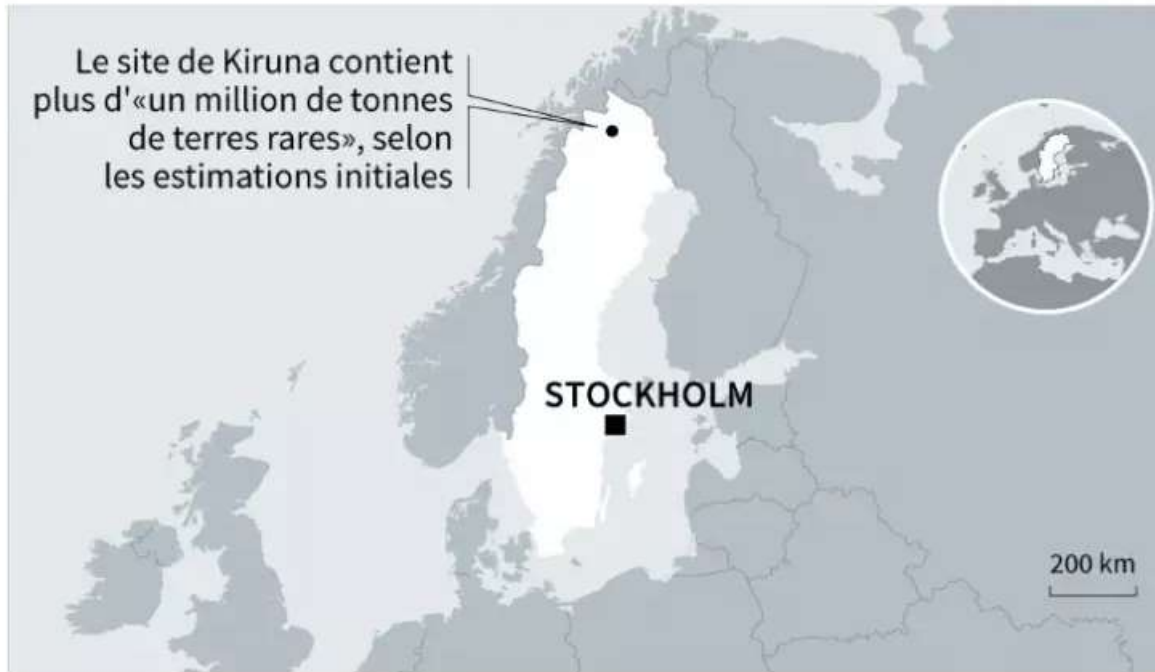 Le site de Kiruna contient
plus d'«un million de tonnes
de terres rares», selon
les estimations initiales
STOCKHOLM
200 km